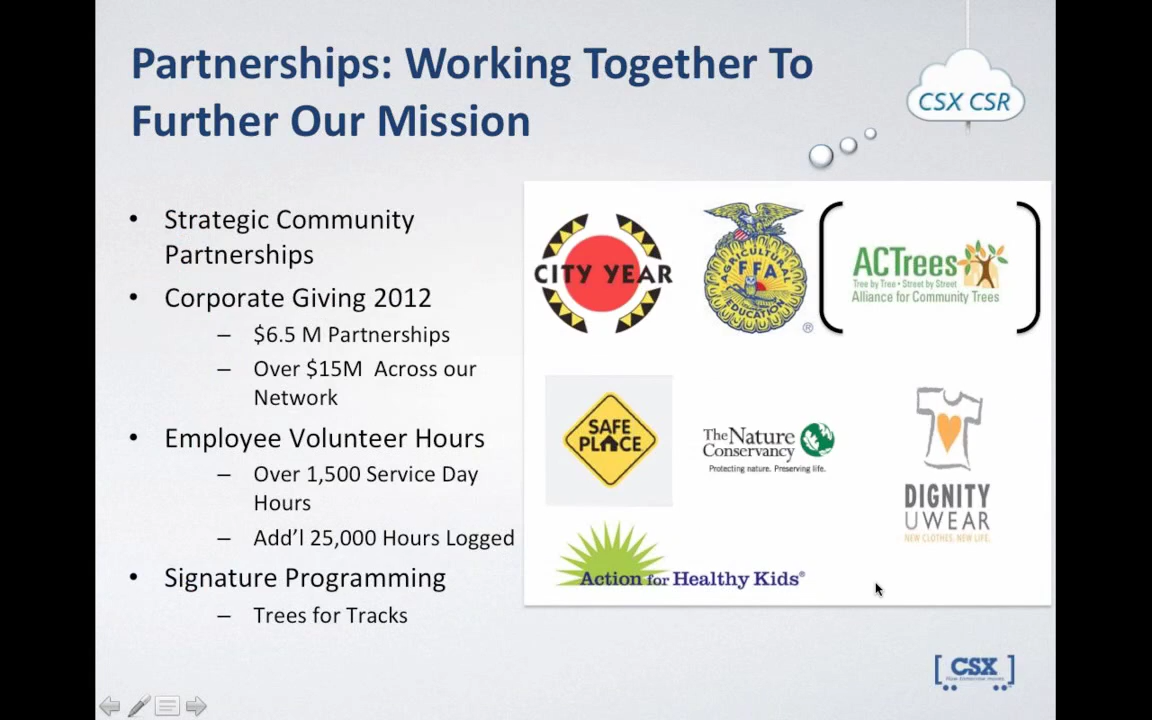 Partnerships: Working Together To
Further Our Mission
CSX CSR
• Strategic Community
Partnerships
• Corporate Giving 2012
– $6.5 M Partnerships
– Over $15M Across our
Network
• Employee Volunteer Hours
– Over 1,500 Service Day
Hours
– Add’l 25,000 Hours Logged
• Signature Programming
– Trees for Tracks
CITY YEAR
AGRICULTURAL
FFA
EDUCATION
®
ACTrees
Tree by Tree • Street by Street
Alliance for Community Trees
SAFE
PLACE
The Nature
Conservancy
Protecting nature. Preserving life.
DIGNITY
UWEAR
NEW CLOTHES. NEW LIFE.
Action for Healthy Kids®
CSX